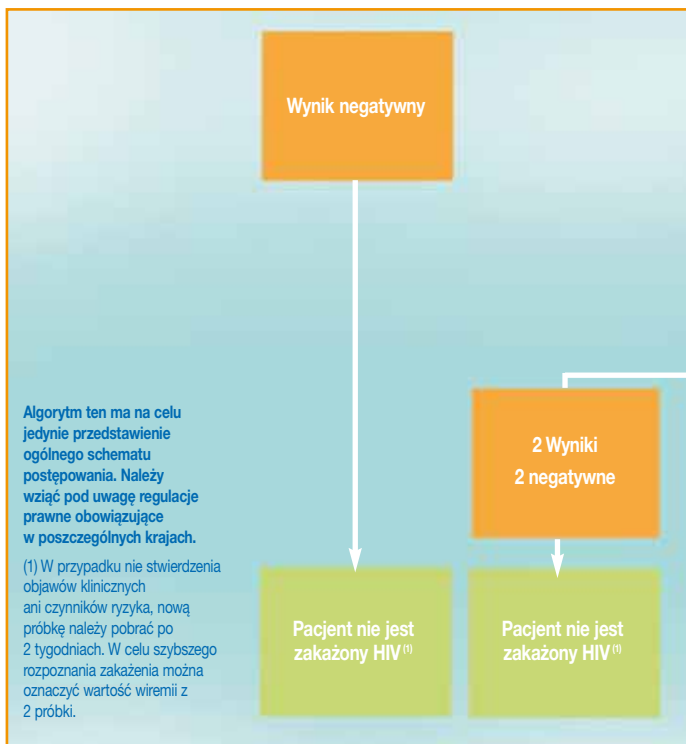 Wynik negatywny
2 Wyniki
2 negatywne
Algorytm ten ma na celu
jedynie przedstawienie
ogólnego schematu
postępowania. Należy
wziąć pod uwagę regulacje
prawne obowiązujące
w poszczególnych krajach.
(1) W przypadku nie stwierdzenia
objawów klinicznych
ani czynników ryzyka, nową
próbkę należy pobrać po
2 tygodniach. W celu szybszego
rozpoznania zakażenia można
oznaczyć wartość wiremii z
2 próbki.
Pacjent nie jest
zakażony HIV (1)
Pacjent nie jest
zakażony HIV (1)